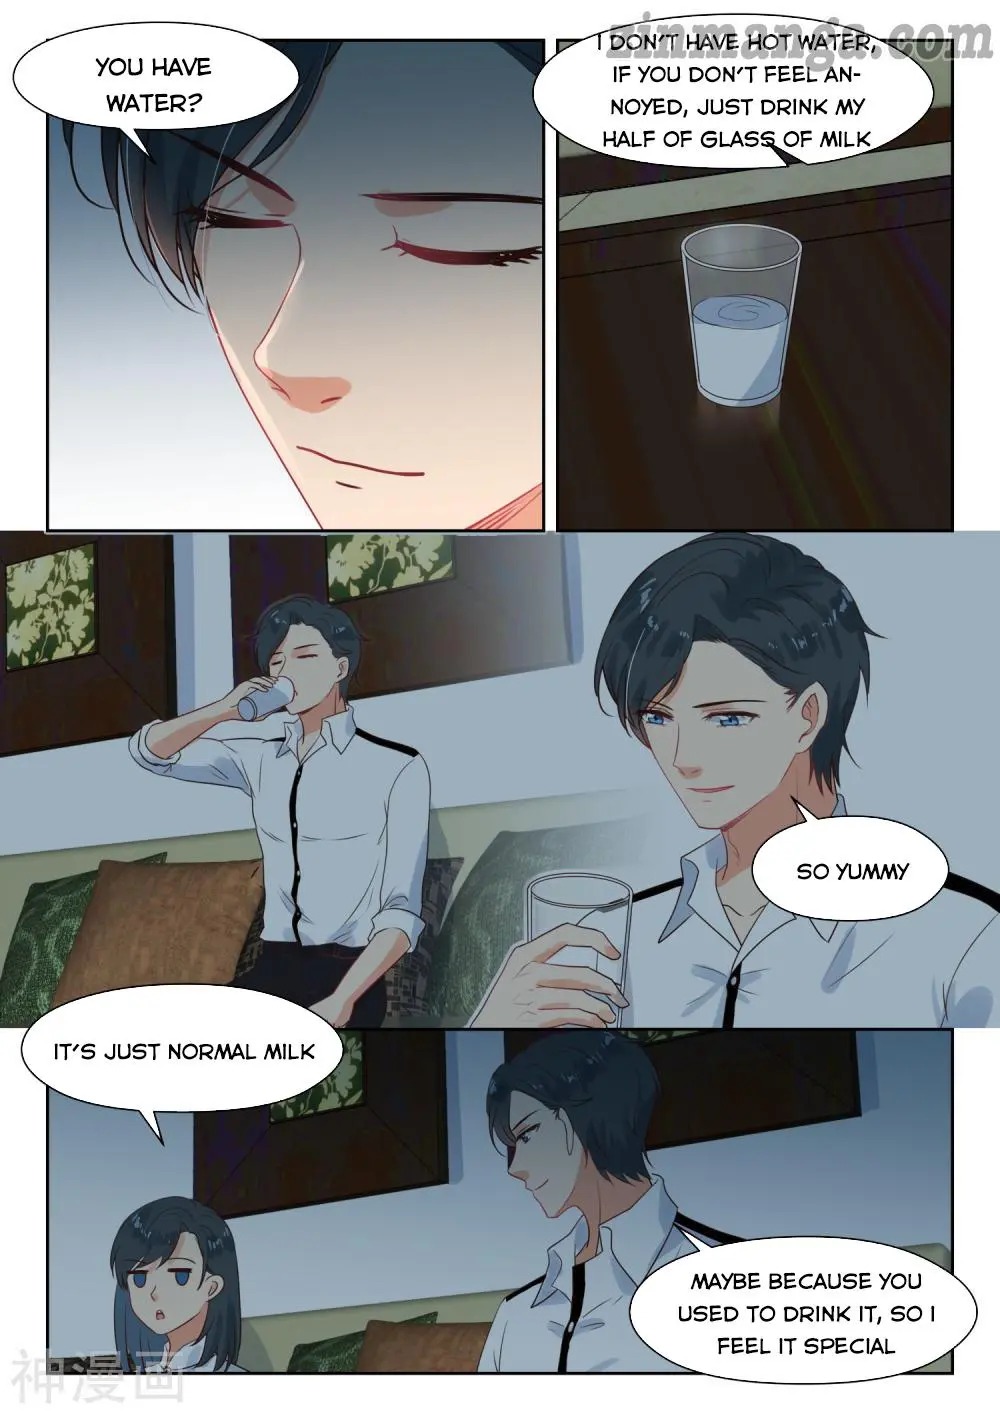 zinmanga.com
YOU HAVE
WATER?
I DON'T HAVE HOT WATER,
IF YOU DON'T FEEL AN-
NOYED, JUST DRINK MY
HALF OF GLASS OF MILK
SO YUMMY
IT'S JUST NORMAL MILK
MAYBE BECAUSE YOU
USED TO DRINK IT, SO I
FEEL IT SPECIAL
神漫画